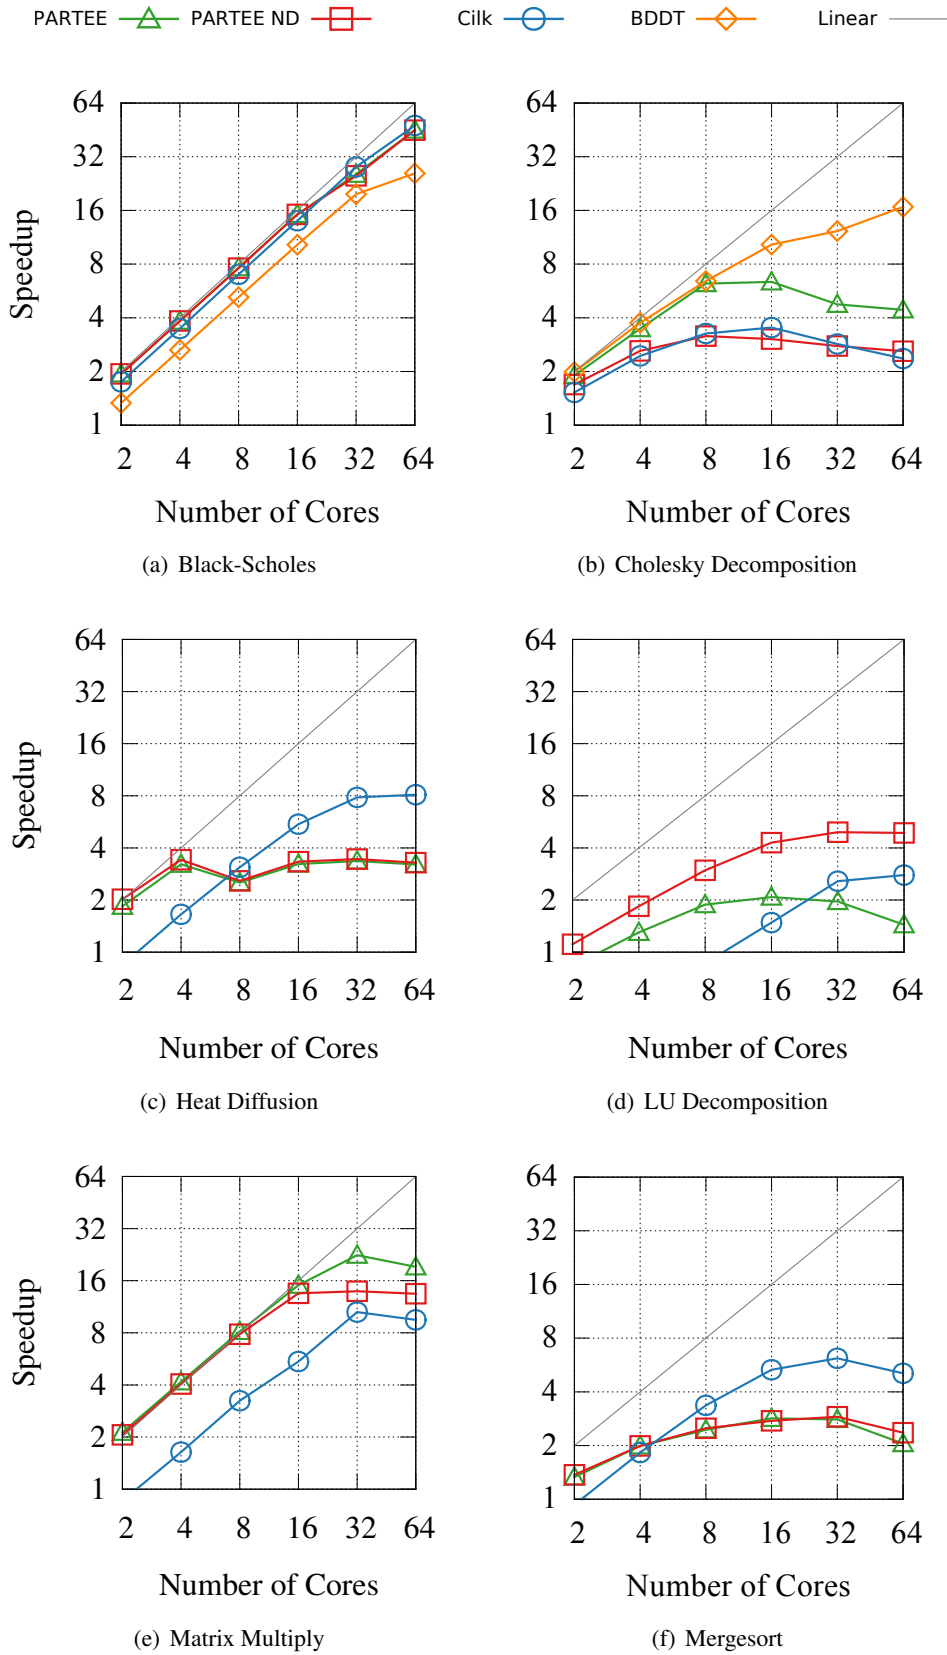 PARTEE PARTEE ND Cilk BDDT Linear
64
32
16
8
4
2
1
Speedup
2 4 8 16 32 64
Number of Cores
(a) Black-Scholes
64
32
16
8
4
2
1
Speedup
2 4 8 16 32 64
Number of Cores
(b) Cholesky Decomposition
64
32
16
8
4
2
1
Speedup
2 4 8 16 32 64
Number of Cores
(c) Heat Diffusion
64
32
16
8
4
2
1
Speedup
2 4 8 16 32 64
Number of Cores
(d) LU Decomposition
64
32
16
8
4
2
1
Speedup
2 4 8 16 32 64
Number of Cores
(e) Matrix Multiply
64
32
16
8
4
2
1
Speedup
2 4 8 16 32 64
Number of Cores
(f) Mergesort